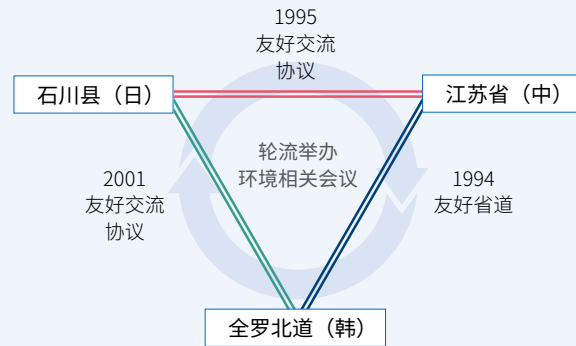 1995
友好交流
协议
石川县（日）
江苏省（中）
轮流举办
环境相关会议
2001
友好交流
协议
1994
友好省道
全罗北道（韩）